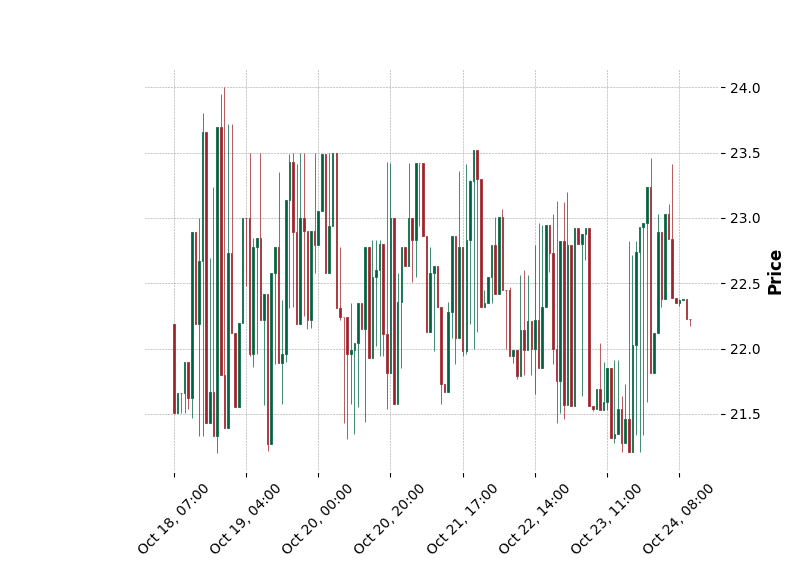 24.0
23.5
23.0
22.5
22.0
21.5
Price
Oct 18, 07:00
Oct 19, 04:00
Oct 20, 00:00
Oct 20, 20:00
Oct 21, 17:00
Oct 22, 14:00
Oct 23, 11:00
Oct 24, 08:00